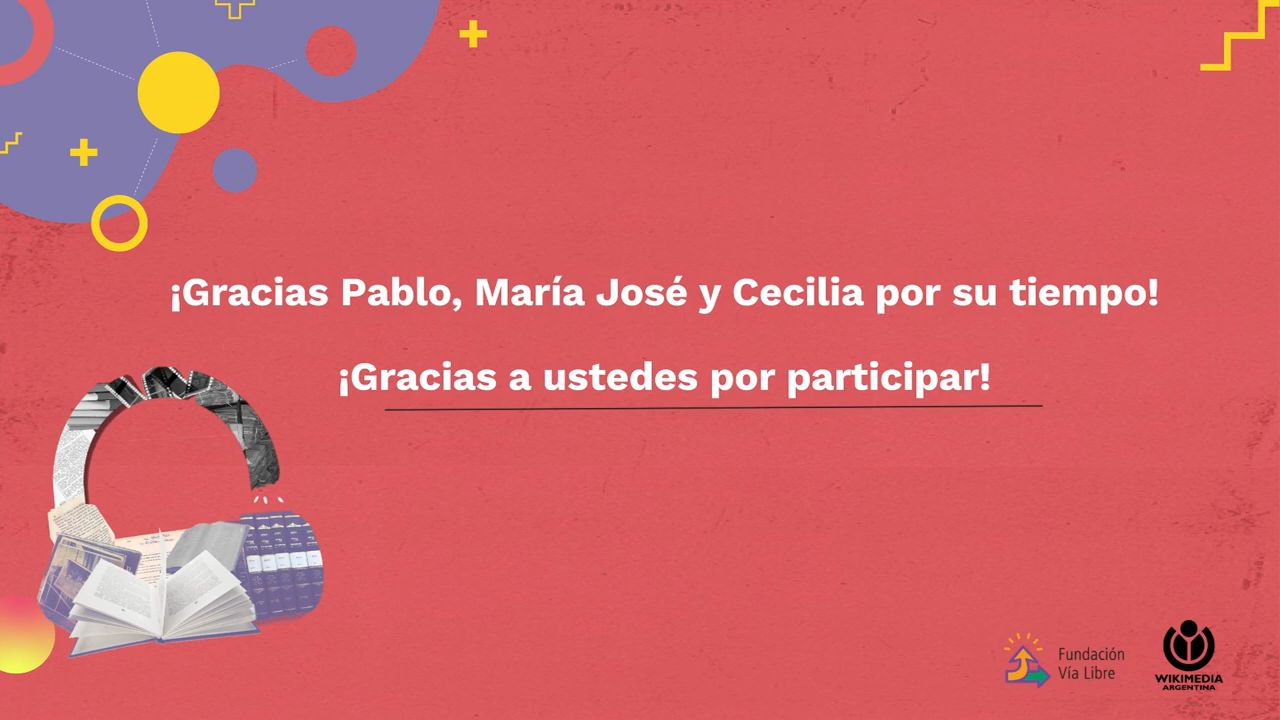 ¡Gracias Pablo, María José y Cecilia por su tiempo!
¡Gracias a ustedes por participar!
Fundación
Vía Libre
WIKIMEDIA
ARGENTINA